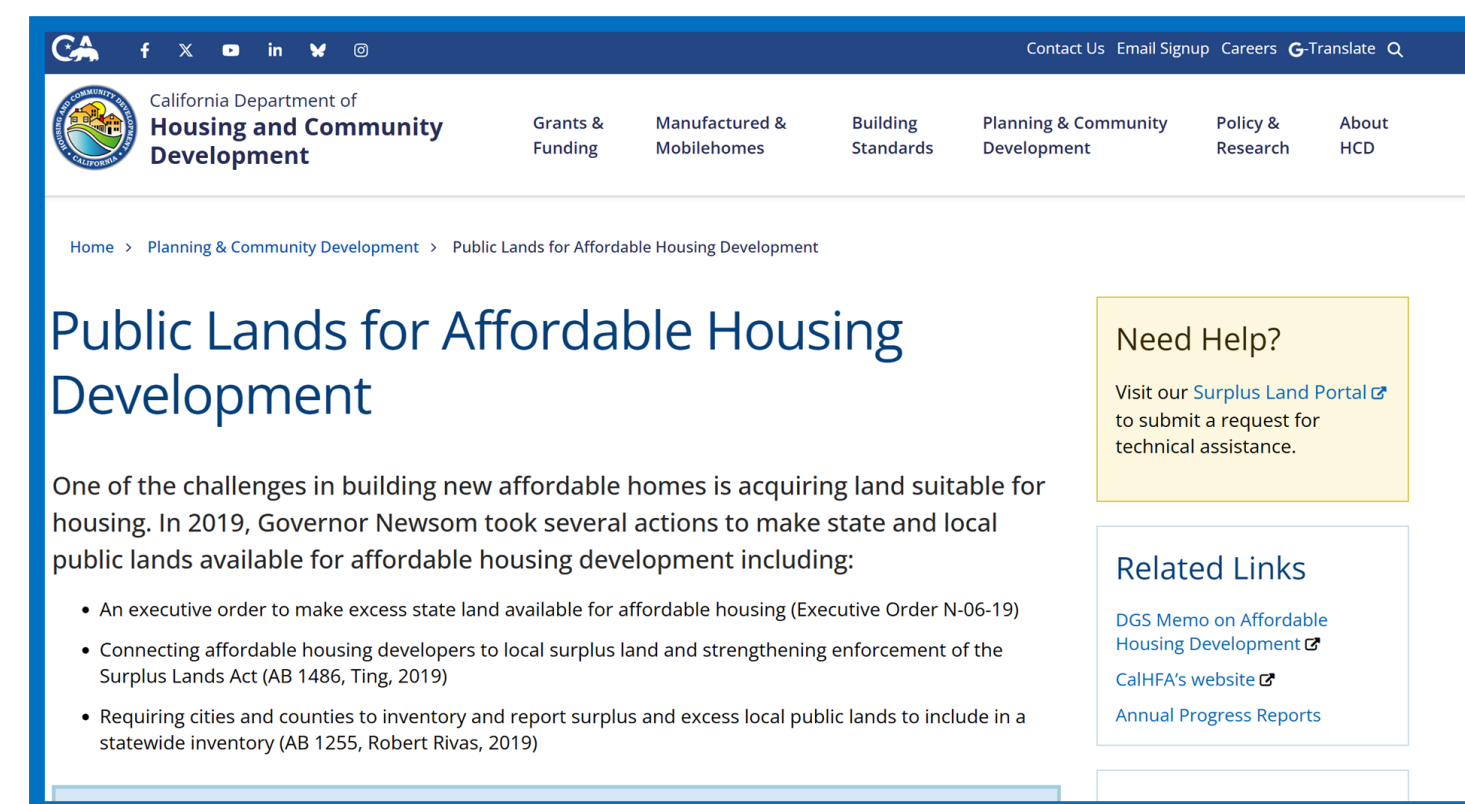 CA
Contact Us Email Signup Careers G-Translate
HOUSING AND COMMUNITY DEVELOPMENT
CALIFORNIA
California Department of
Housing and Community
Development
Grants &
Funding
Manufactured &
Mobilehomes
Building
Standards
Planning & Community
Development
Policy &
Research
About
HCD
Home > Planning & Community Development > Public Lands for Affordable Housing Development
Public Lands for Affordable Housing
Development
One of the challenges in building new affordable homes is acquiring land suitable for
housing. In 2019, Governor Newsom took several actions to make state and local
public lands available for affordable housing development including:
• An executive order to make excess state land available for affordable housing (Executive Order N-06-19)
• Connecting affordable housing developers to local surplus land and strengthening enforcement of the
Surplus Lands Act (AB 1486, Ting, 2019)
• Requiring cities and counties to inventory and report surplus and excess local public lands to include in a
statewide inventory (AB 1255, Robert Rivas, 2019)
Need Help?
Visit our Surplus Land Portal
to submit a request for
technical assistance.
Related Links
DGS Memo on Affordable
Housing Development
CalHFA's website
Annual Progress Reports